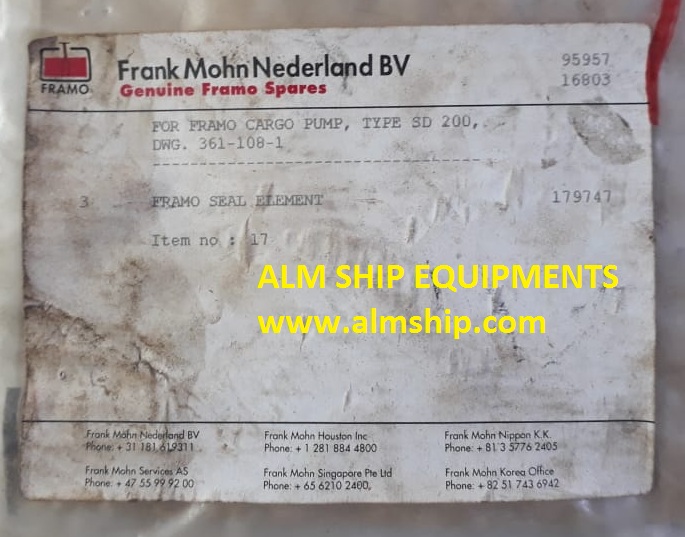 FRAMO
Frank Mohn Nederland BV
Genuine Framo Spares
95957
16803
FOR FRAMO CARGO PUMP, TYPE SD 200,
DWG. 361-108-1
--------------------------------
3 FRAMO SEAL ELEMENT 179747
Item no : 17
ALM SHIP EQUIPMENTS
www.almship.com
Frank Mohn Nederland BV
Phone: + 31 181 619311
Frank Mohn Houston Inc
Phone: + 1 281 884 4800
Frank Mohn Nippon K.K.
Phone: + 81 3 5776 2405
Frank Mohn Services AS
Phone: + 47 55 99 92 00
Frank Mohn Singapore Pte Ltd
Phone: + 65 6210 2400,
Frank Mohn Korea Office
Phone: + 82 51 743 6942